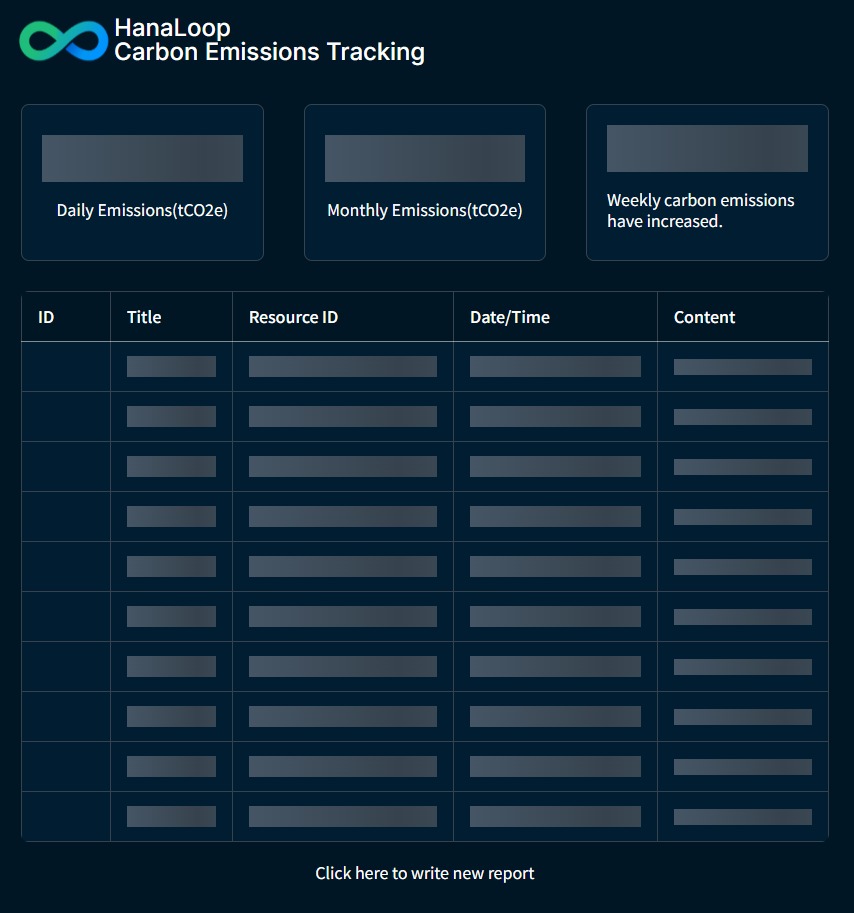 HanaLoop
Carbon Emissions Tracking
Daily Emissions(tCO2e)
Monthly Emissions(tCO2e)
Weekly carbon emissions
have increased.
ID Title Resource ID Date/Time Content
Click here to write new report